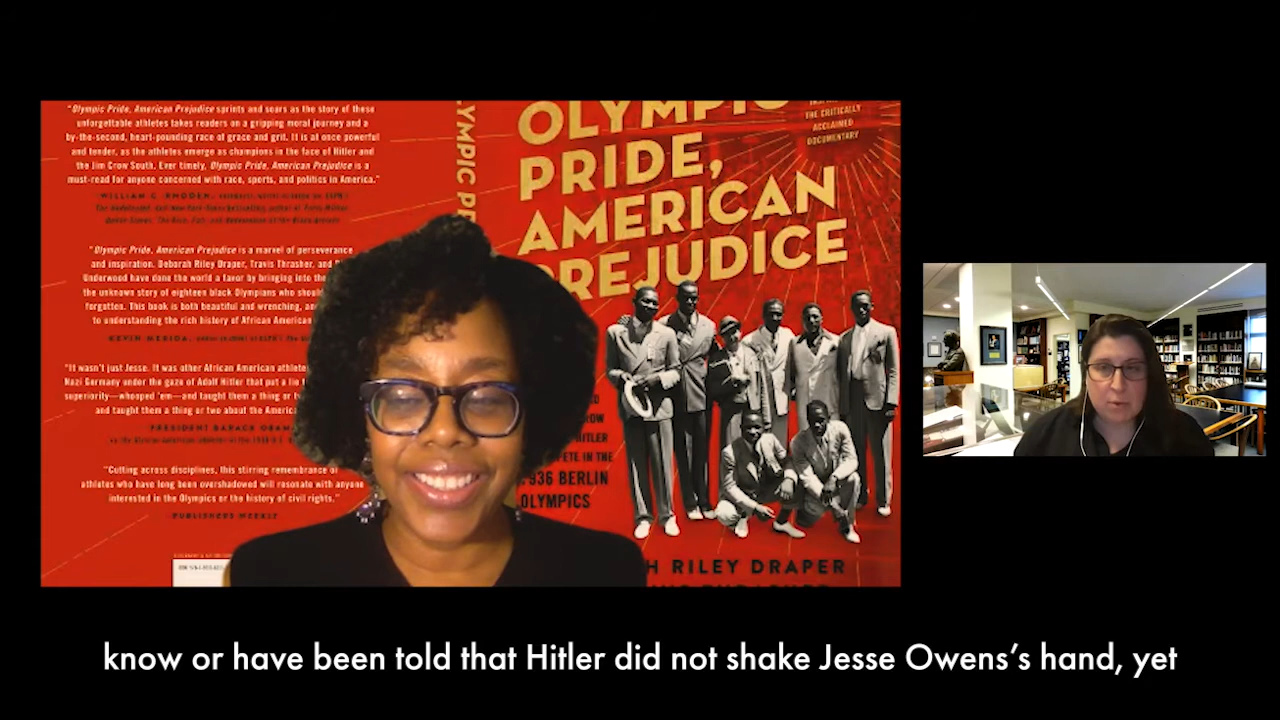 "Olympic Pride, American Prejudice sprints and soars as the story of these
unforgettable athletes takes readers on a gripping moral journey and a
by-the-second, heart-pounding race of grace and grit. It is at once powerful
and tender, as the athletes emerge as champions in the face of Hitler and
the Jim Crow South. Ever timely, Olympic Pride, American Prejudice is a
must-read for anyone concerned with race, sports, and politics in America."
WILLIAM C. RHODEN,
"Olympic Pride, American Prejudice is a marvel of perseverance
and inspiration. Deborah Riley Draper, Travis Thrasher, and
Underwood have done the world a favor by bringing into the
the unknown story of eighteen black Olympians who
forgotten. This book is both beautiful and wrenching,
to understanding the rich history of African American
KEVIN MERIDA,
"It wasn't just Jesse. It was other African American
Nazi Germany under the gaze of Adolf Hitler that put a lie
superiority—whooped 'em—and taught them a thing or
and taught them a thing or two about the
PRESIDENT BARACK OBAMA
"Cutting across disciplines, this stirring remembrance of
athletes who have long been overshadowed will resonate with anyone
interested in the Olympics or the history of civil rights."
PUBLISHERS WEEKLY
OLYMPIC
PRIDE,
AMERICAN
PREJUDICE
THE CRITICALLY
ACCLAIMED
DOCUMENTARY
HITLER
IN THE
1936 BERLIN
OLYMPICS
RILEY DRAPER
know or have been told that Hitler did not shake Jesse Owens's hand, yet